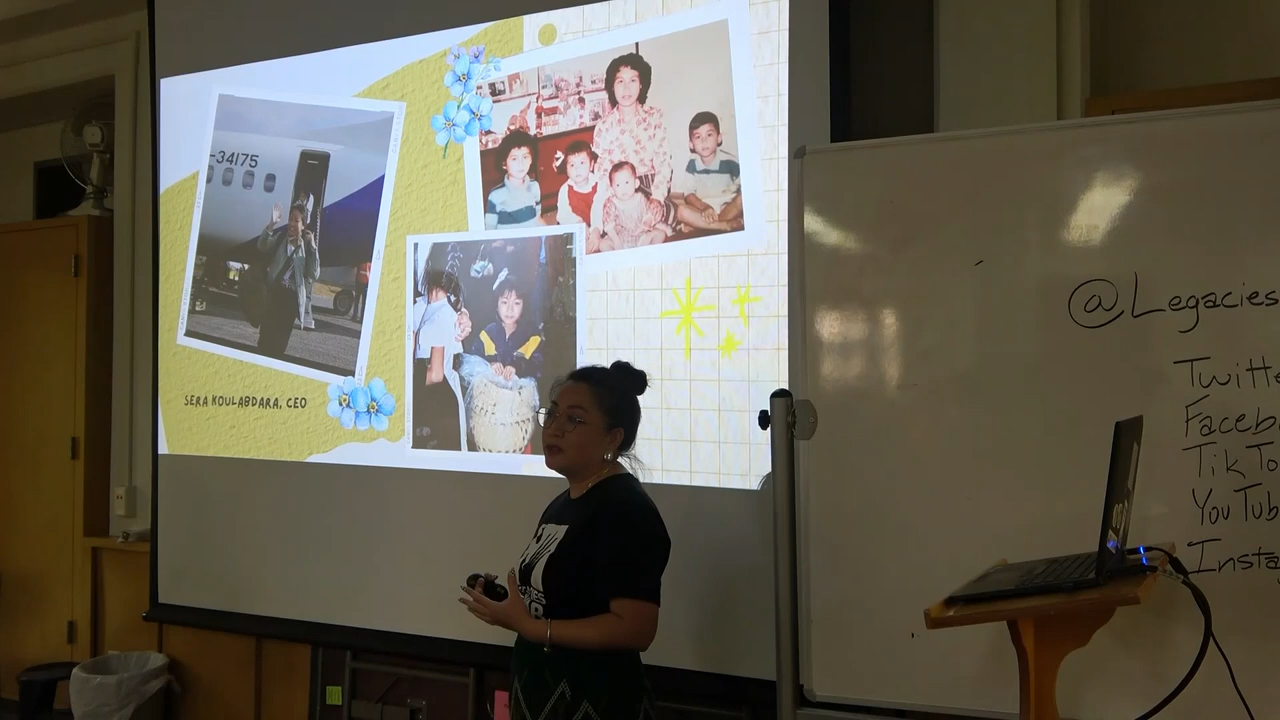 -34175
SERA KOULABDARA, CEO
@Legacies
Twitte
Faceb
TikTo
YouTub
Insta